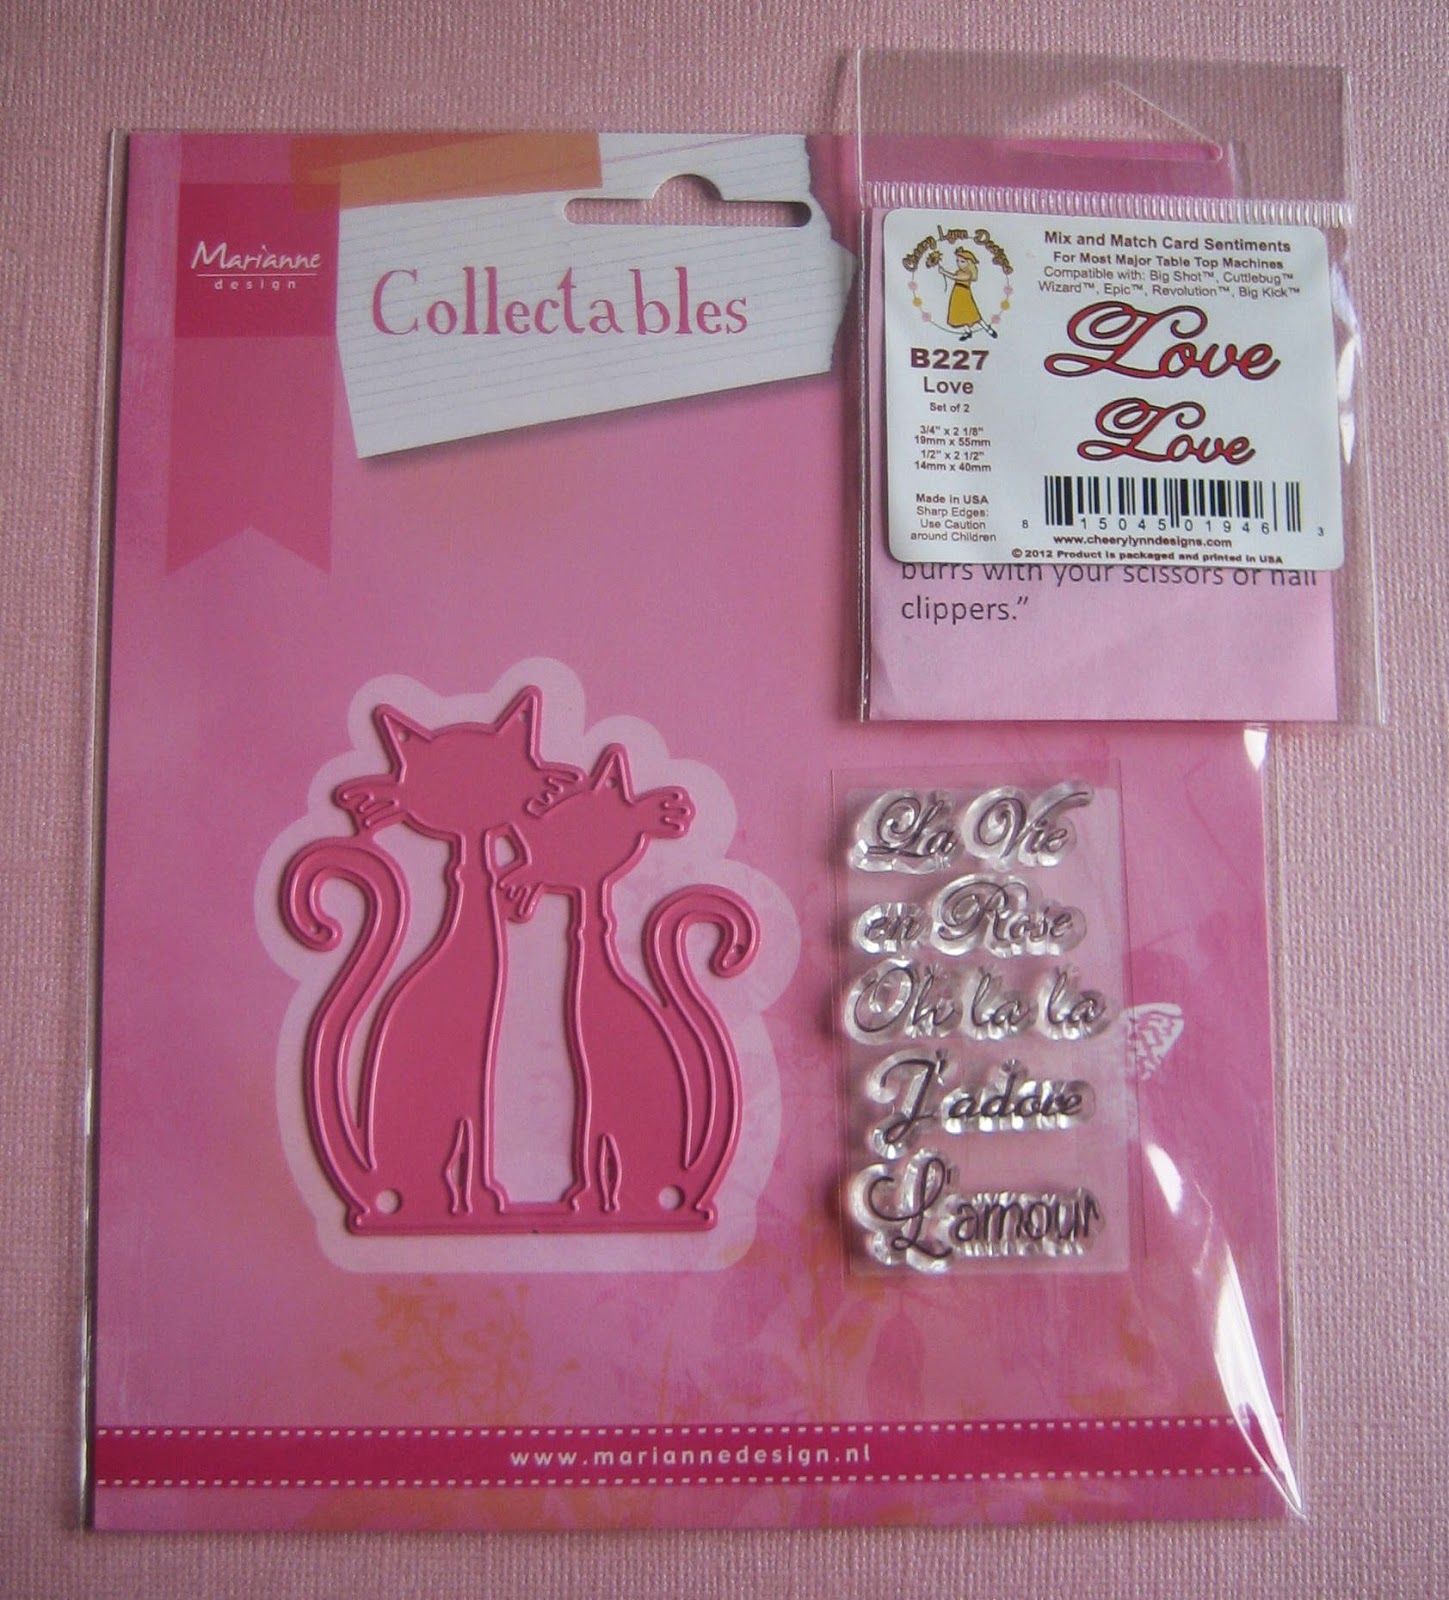 Marianne
design
Collectables
Cheery Lynn Designs
Mix and Match Card Sentiments
For Most Major Table Top Machines
Compatible with: Big Shot™, Cuttlebug™
Wizard™, Epic™, Revolution™, Big Kick™
B227
Love
Set of 2
3/4" x 2 1/8"
19mm x 55mm
1/2" x 2 1/2"
14mm x 40mm
Made in USA
Sharp Edges:
Use Caution
around Children
Love
Love
8 15045 01946 3
www.cheerylynndesigns.com
© 2012 Product is packaged and printed in USA
burrs with your scissors or nail
clippers.”
La Vie
en Rose
Oh la la
J'adore
L'amour
www.mariannedesign.nl